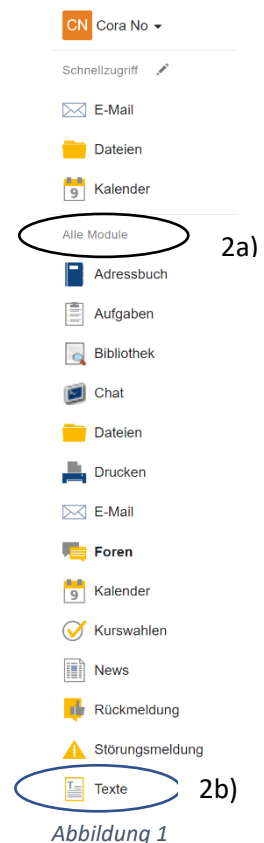 CN Cora No
Schnellzugriff
E-Mail
Dateien
9 Kalender
Alle Module 2a)
Adressbuch
Aufgaben
Bibliothek
Chat
Dateien
Drucken
E-Mail
Foren
9 Kalender
Kurswahlen
News
Rückmeldung
Störungsmeldung
Texte 2b)
Abbildung 1